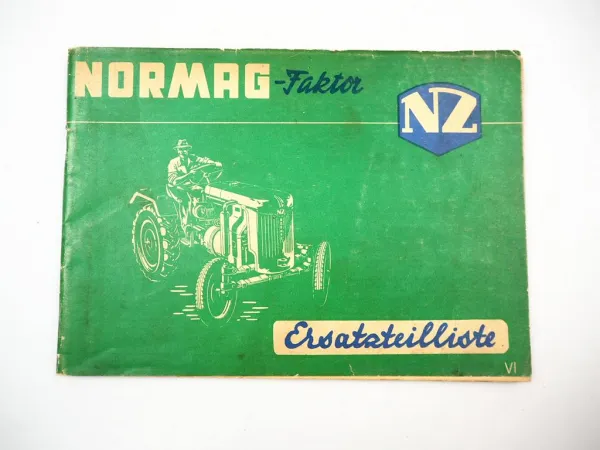 NORMAG-Faktor
NZ
Ersatzteilliste
VI